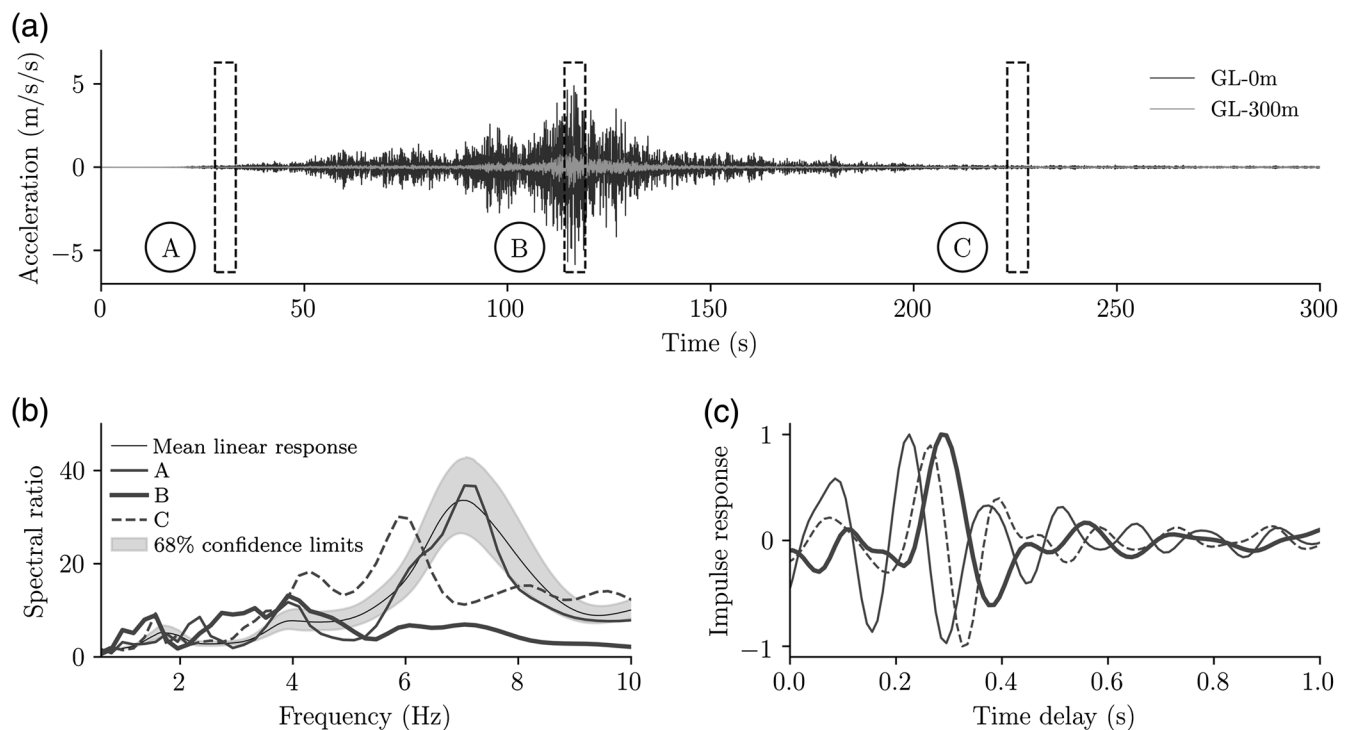 (a)
Acceleration (m/s/s)
5
0
−5
GL-0m
GL-300m
A
B
C
0 50 100 150 200 250 300
Time (s)
(b)
Spectral ratio
40
20
0
Mean linear response
A
B
C
68% confidence limits
2 4 6 8 10
Frequency (Hz)
(c)
Impulse response
1
0
−1
0.0 0.2 0.4 0.6 0.8 1.0
Time delay (s)